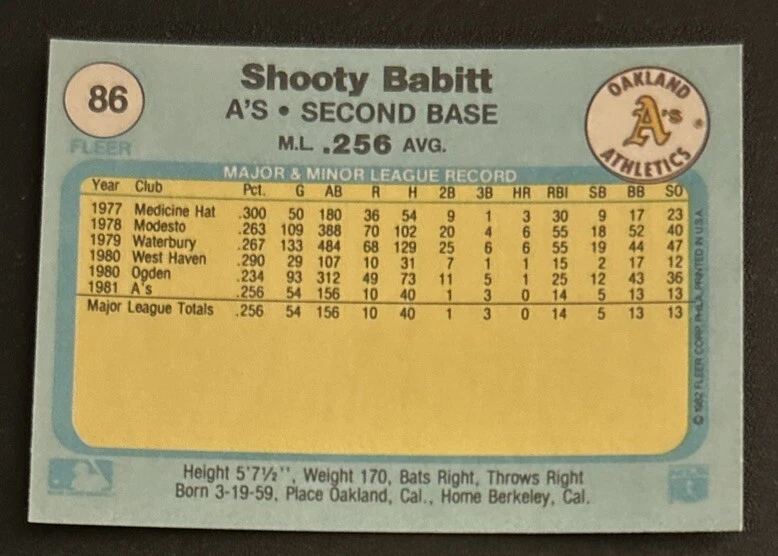 86
FLEER
Shooty Babitt
A'S • SECOND BASE
M.L. .256 AVG.
OAKLAND
A's
ATHLETICS
MAJOR & MINOR LEAGUE RECORD
Year Club Pct. G AB R H 2B 3B HR RBI SB BB SO
1977 Medicine Hat .300 50 180 36 54 9 1 3 30 9 17 23
1978 Modesto .263 109 388 70 102 20 4 6 55 18 52 40
1979 Waterbury .267 133 484 68 129 25 6 6 55 19 44 47
1980 West Haven .290 29 107 10 31 7 1 1 15 2 17 12
1980 Ogden .234 93 312 49 73 11 5 1 25 12 43 36
1981 A's .256 54 156 10 40 1 3 0 14 5 13 13
Major League Totals .256 54 156 10 40 1 3 0 14 5 13 13
© 1982 FLEER CORP. PHILA. PRINTED IN U.S.A.
Height 5'7½'', Weight 170, Bats Right, Throws Right
Born 3-19-59, Place Oakland, Cal., Home Berkeley, Cal.